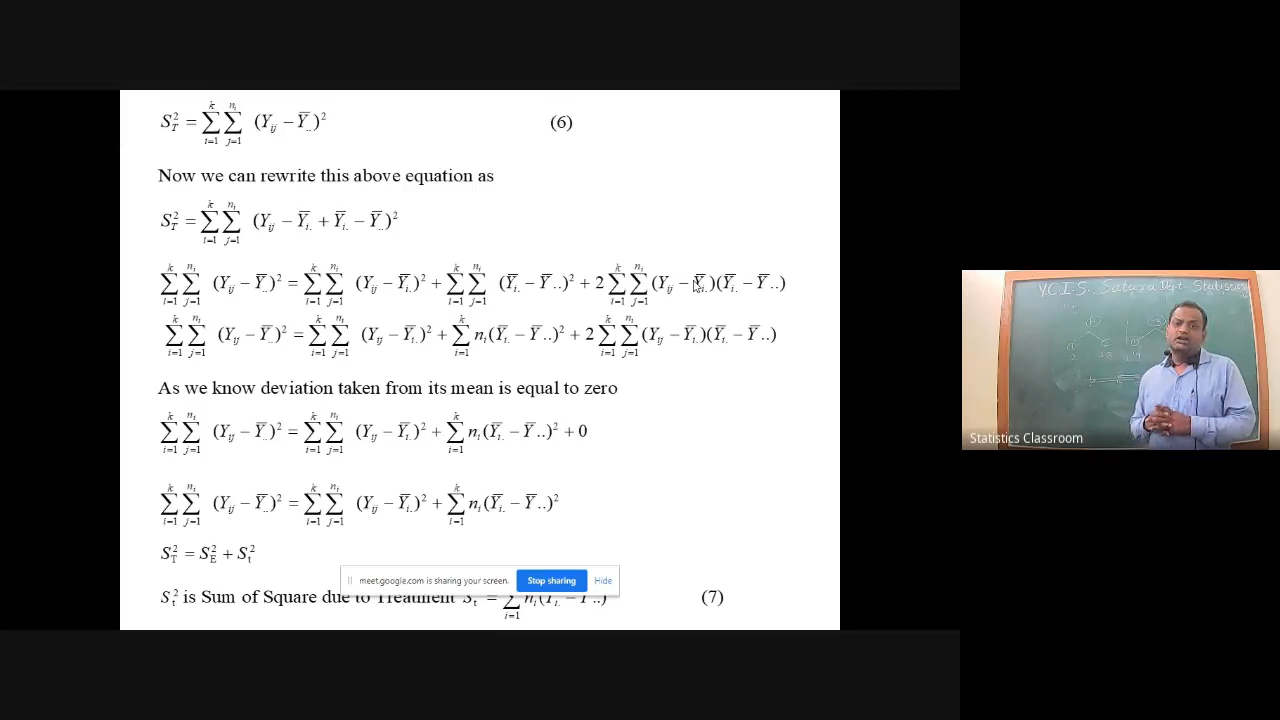 S_T^2 = \sum_{i=1}^{k} \sum_{j=1}^{n_i} (Y_{ij} - \bar{Y}_{..})^2 (6)
Now we can rewrite this above equation as
S_T^2 = \sum_{i=1}^{k} \sum_{j=1}^{n_i} (Y_{ij} - \bar{Y}_{i.} + \bar{Y}_{i.} - \bar{Y}_{..})^2
\sum_{i=1}^{k} \sum_{j=1}^{n_i} (Y_{ij} - \bar{Y}_{..})^2 = \sum_{i=1}^{k} \sum_{j=1}^{n_i} (Y_{ij} - \bar{Y}_{i.})^2 + \sum_{i=1}^{k} \sum_{j=1}^{n_i} (\bar{Y}_{i.} - \bar{Y}..)^2 + 2 \sum_{i=1}^{k} \sum_{j=1}^{n_i} (Y_{ij} - \bar{Y}_{i.})(\bar{Y}_{i.} - \bar{Y}..)
\sum_{i=1}^{k} \sum_{j=1}^{n_i} (Y_{ij} - \bar{Y}_{..})^2 = \sum_{i=1}^{k} \sum_{j=1}^{n_i} (Y_{ij} - \bar{Y}_{i.})^2 + \sum_{i=1}^{k} n_i (\bar{Y}_{i.} - \bar{Y}..)^2 + 2 \sum_{i=1}^{k} \sum_{j=1}^{n_i} (Y_{ij} - \bar{Y}_{i.})(\bar{Y}_{i.} - \bar{Y}..)
As we know deviation taken from its mean is equal to zero
\sum_{i=1}^{k} \sum_{j=1}^{n_i} (Y_{ij} - \bar{Y}_{..})^2 = \sum_{i=1}^{k} \sum_{j=1}^{n_i} (Y_{ij} - \bar{Y}_{i.})^2 + \sum_{i=1}^{k} n_i (\bar{Y}_{i.} - \bar{Y}..)^2 + 0
\sum_{i=1}^{k} \sum_{j=1}^{n_i} (Y_{ij} - \bar{Y}_{..})^2 = \sum_{i=1}^{k} \sum_{j=1}^{n_i} (Y_{ij} - \bar{Y}_{i.})^2 + \sum_{i=1}^{k} n_i (\bar{Y}_{i.} - \bar{Y}..)^2
S_T^2 = S_E^2 + S_t^2
meet.google.com is sharing your screen. Stop sharing Hide
S_t^2 is Sum of Square due to Treatment S_t = \sum_{i=1} n_i (Y_{i.} - Y..) (7)
Y.C.I.S. Satara Dept. Statistics
Statistics Classroom